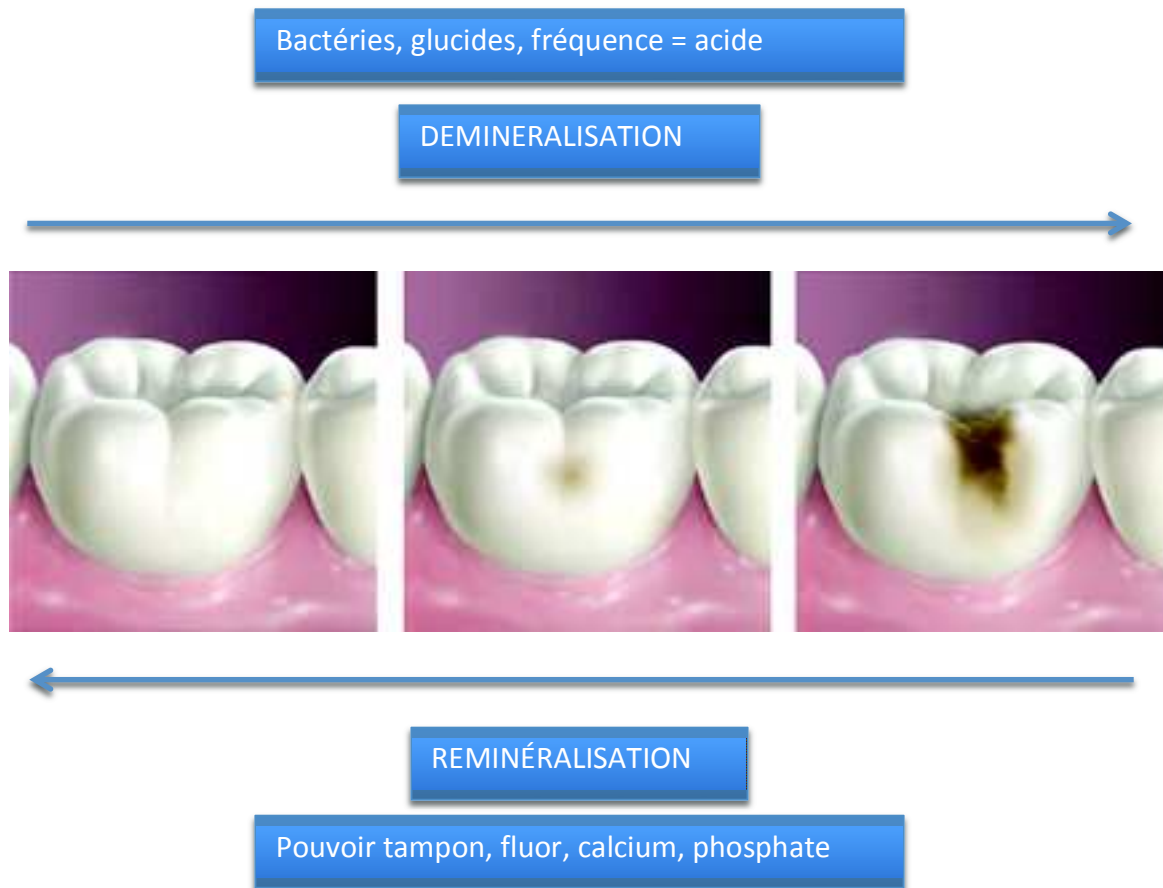 Bactéries, glucides, fréquence = acide
DEMINERALISATION
REMINÉRALISATION
Pouvoir tampon, fluor, calcium, phosphate